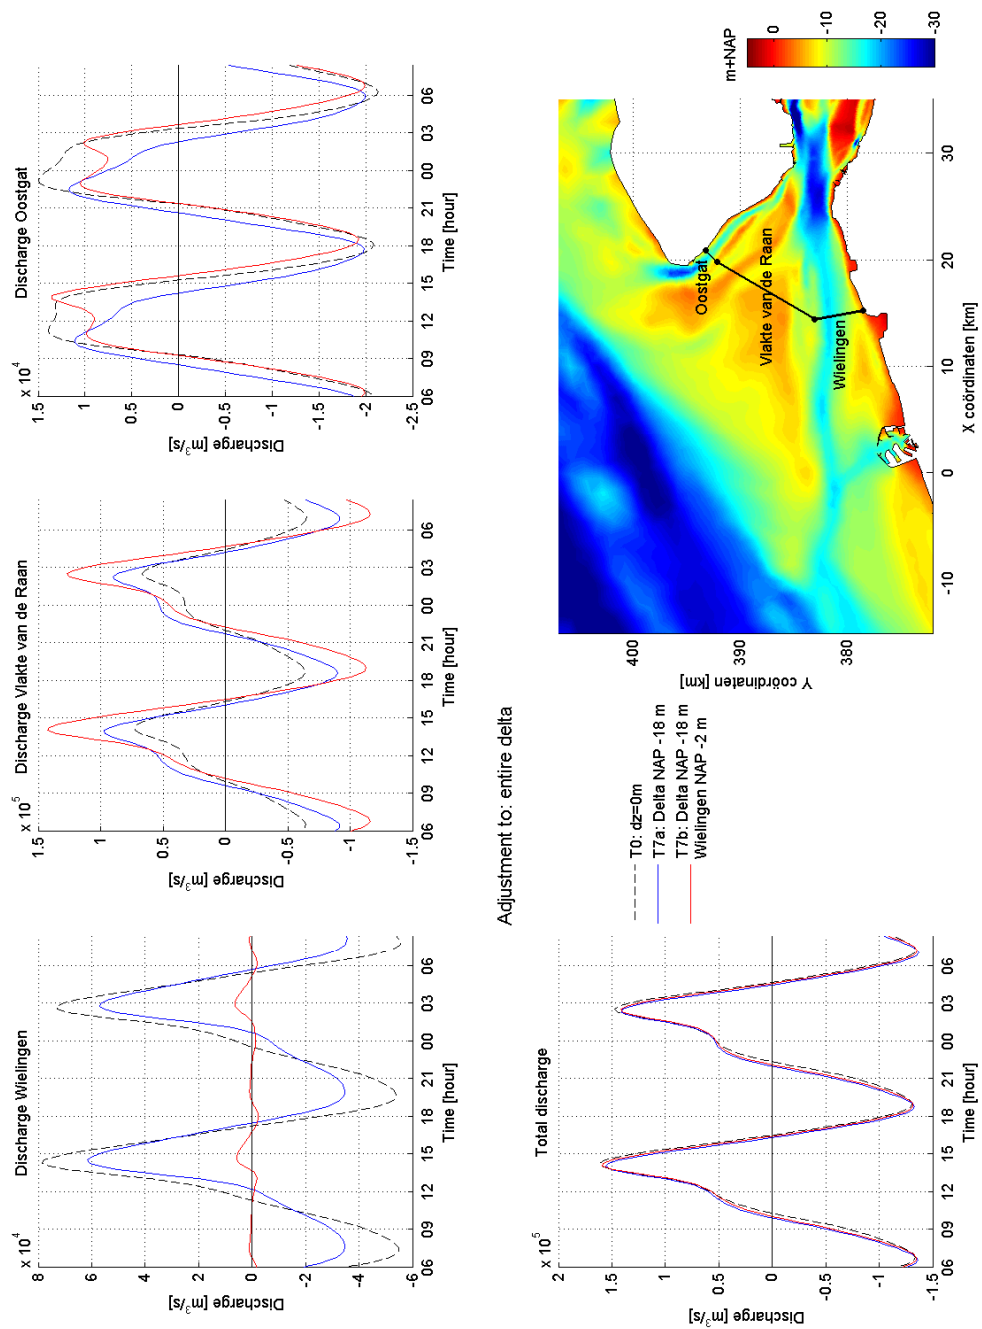 Discharge Wielingen
x 10^4
8
6
4
2
0
-2
-4
-6
Discharge [m³/s]
06 09 12 15 18 21 00 03 06
Time [hour]
Discharge Vlakte van de Raan
x 10^5
1.5
1
0.5
0
-0.5
-1
-1.5
Discharge [m³/s]
06 09 12 15 18 21 00 03 06
Time [hour]
Discharge Oostgat
x 10^4
1.5
1
0.5
0
-0.5
-1
-1.5
-2
-2.5
Discharge [m³/s]
06 09 12 15 18 21 00 03 06
Time [hour]
Total discharge
x 10^5
2
1.5
1
0.5
0
-0.5
-1
-1.5
Discharge [m³/s]
06 09 12 15 18 21 00 03 06
Time [hour]
Adjustment to: entire delta
T0: dz=0m
T7a: Delta NAP -18 m
T7b: Delta NAP -18 m
Wielingen NAP -2 m
400
390
380
Y coördinaten [km]
-10 0 10 20 30
X coördinaten [km]
Oostgat
Vlakte van de Raan
Wielingen
m+NAP
0
-10
-20
-30